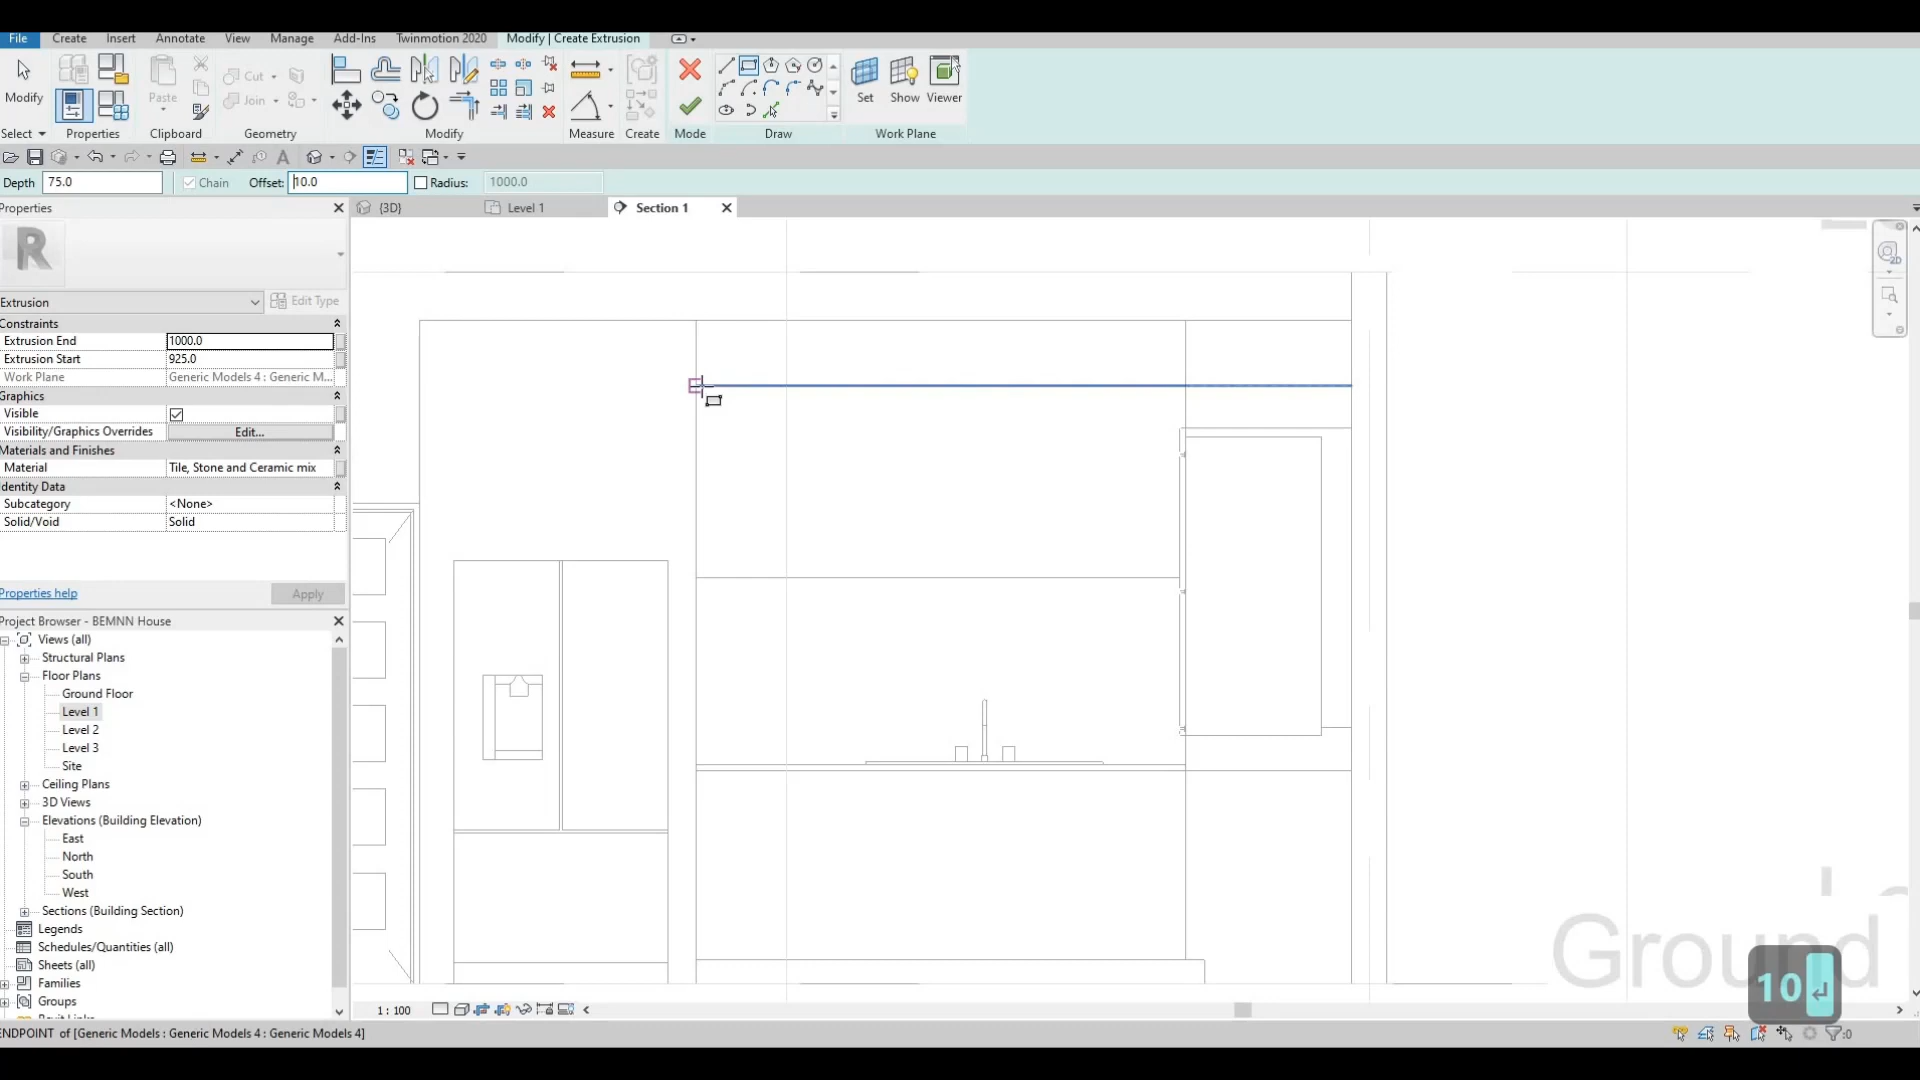 File Create Insert Annotate View Manage Add-Ins Twinmotion 2020 Modify | Create Extrusion
Modify Paste Cut Join Set Show Viewer
Select Properties Clipboard Geometry Modify Measure Create Mode Draw Work Plane
Depth 75.0 Chain Offset: 10.0 Radius: 1000.0
Properties {3D} Level 1 Section 1
R
Extrusion Edit Type
Constraints
Extrusion End 1000.0
Extrusion Start 925.0
Work Plane Generic Models 4 : Generic M...
Graphics
Visible
Visibility/Graphics Overrides Edit...
Materials and Finishes
Material Tile, Stone and Ceramic mix
Identity Data
Subcategory <None>
Solid/Void Solid
Properties help Apply
Project Browser - BEMNN House
Views (all)
Structural Plans
Floor Plans
Ground Floor
Level 1
Level 2
Level 3
Site
Ceiling Plans
3D Views
Elevations (Building Elevation)
East
North
South
West
Sections (Building Section)
Legends
Schedules/Quantities (all)
Sheets (all)
Families
Groups
1 : 100
ENDPOINT of [Generic Models : Generic Models 4 : Generic Models 4]
:0
2D
Ground
10